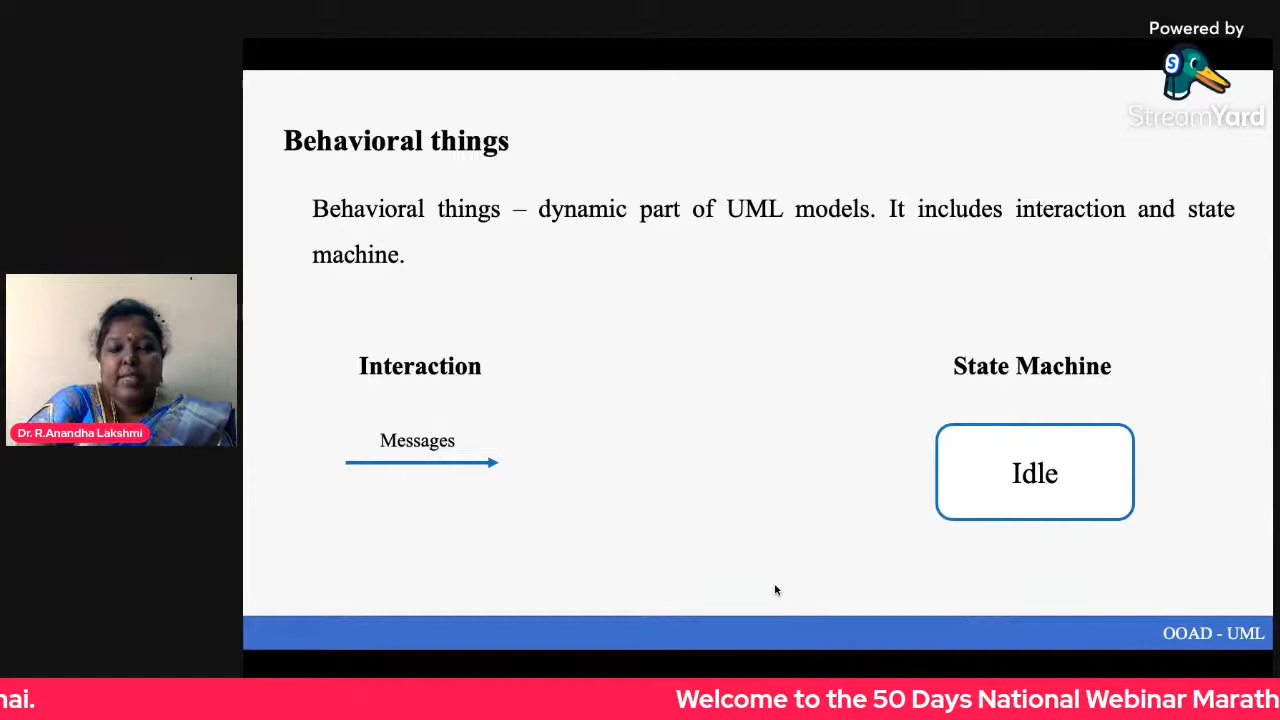 Powered by
StreamYard
Behavioral things
Behavioral things – dynamic part of UML models. It includes interaction and state
machine.
Interaction
State Machine
Messages
Idle
Dr. R.Anandha Lakshmi
OOAD - UML
nai.
Welcome to the 50 Days National Webinar Marath